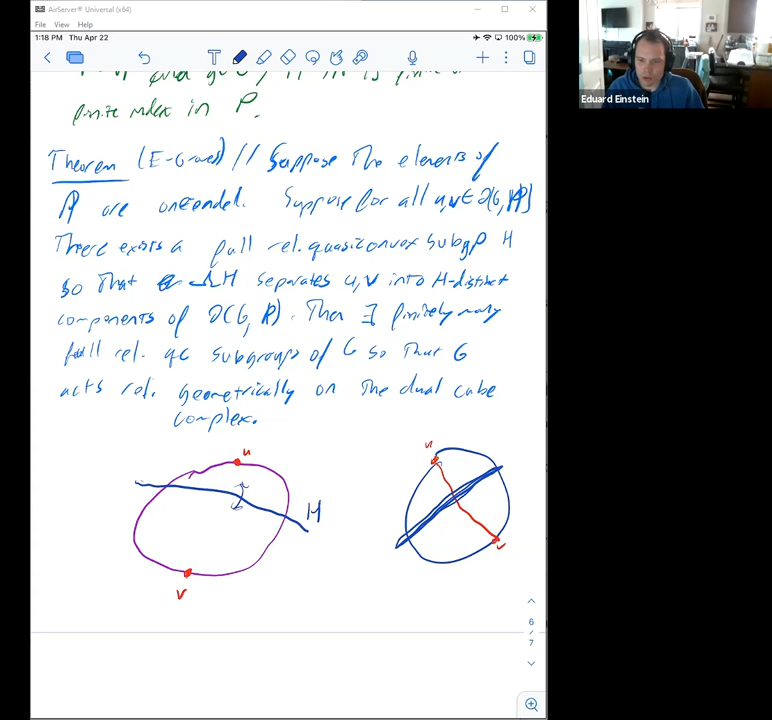 AirServer® Universal (x64)
File Edit View Help
1:18 PM Thu Apr 22
100%
finite index in P.
Theorem (E-Groves) // Suppose the elements of
P are one ended. Suppose for all u,v ∈ ∂(G, P)
There exists a full rel. quasiconvex subgp H
so that ΛH separates u,v into H-distinct
components of ∂(G, P). Then ∃ finitely many
full rel. qc subgroups of G so that G
acts rel. geometrically on the dual cube
complex.
u
H
v
u
v
6
/
7
Eduard Einstein